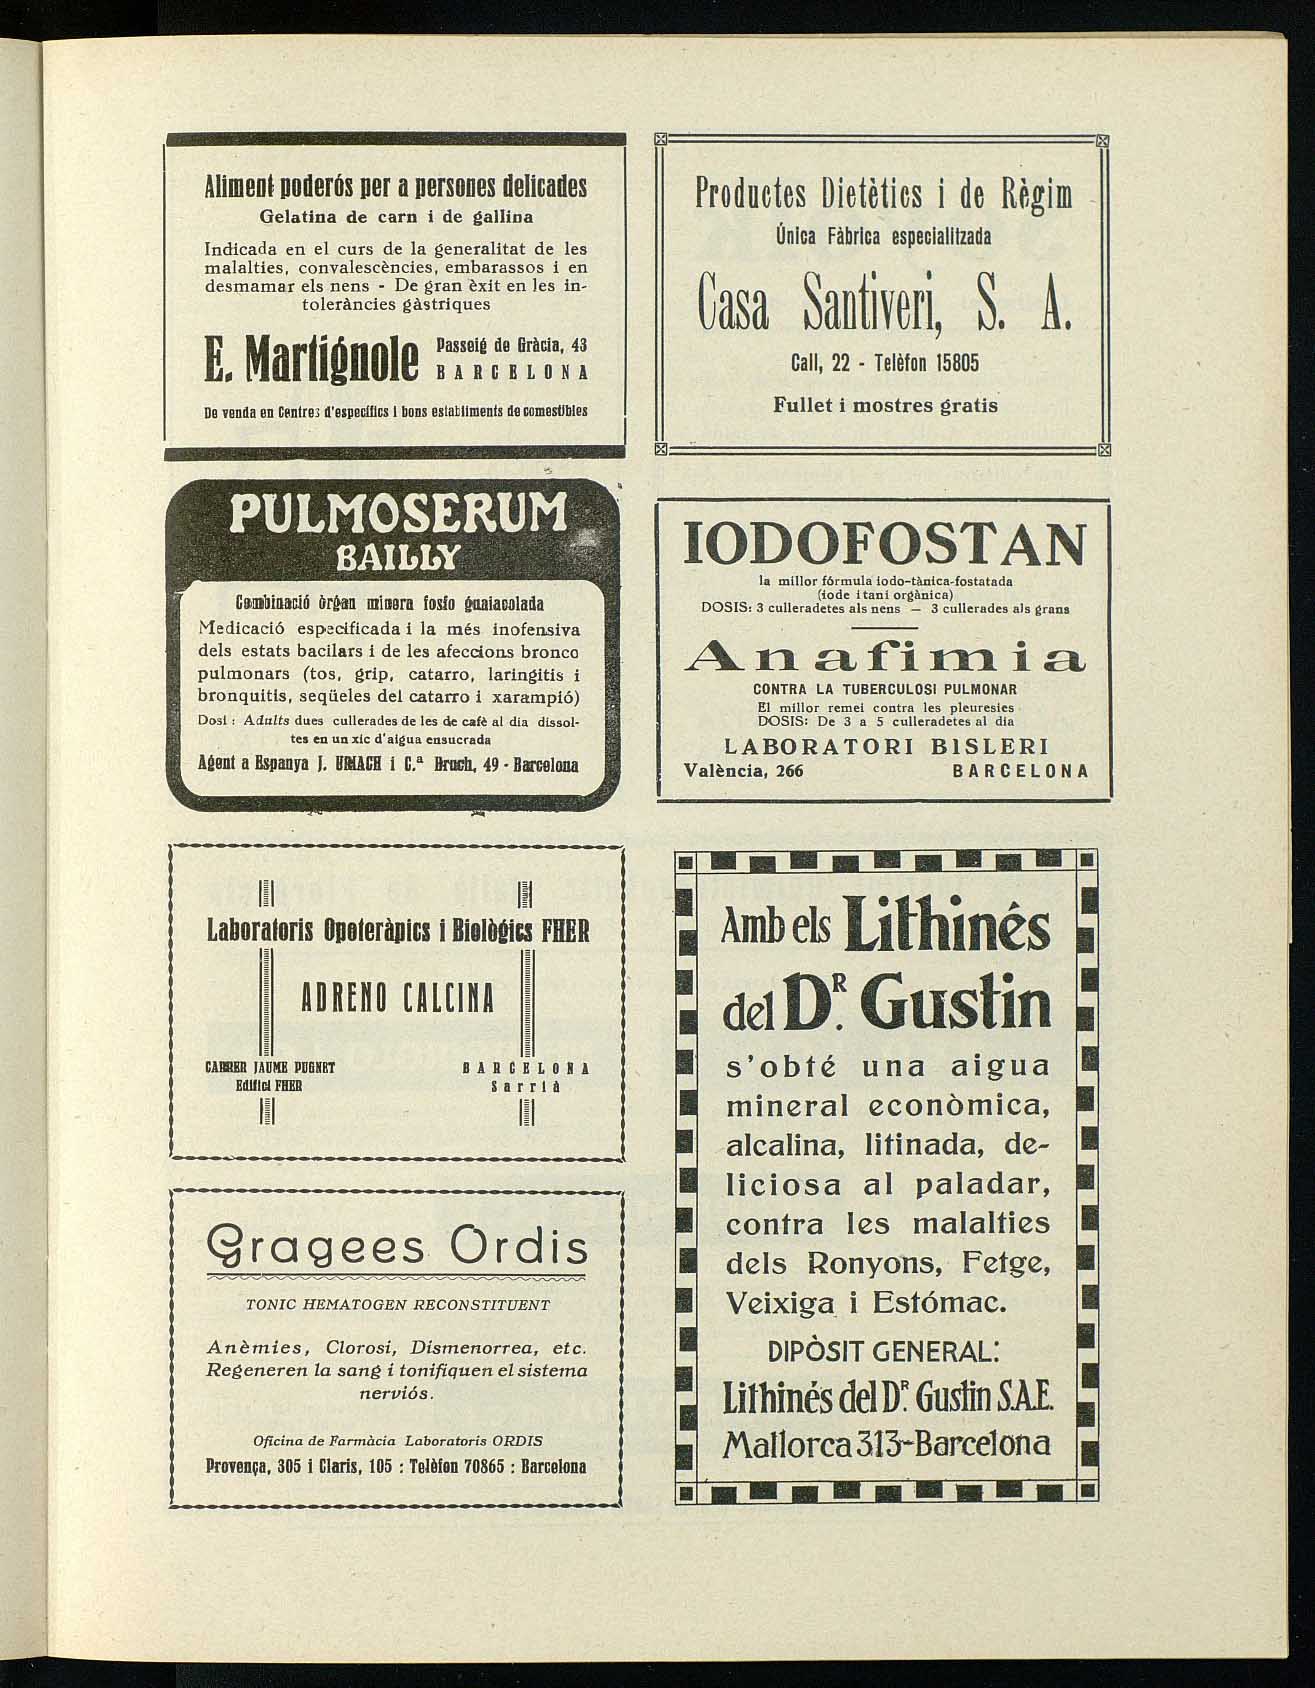 Aliment poderós per a persones delicades
Gelatina de carn i de gallina
Indicada en el curs de la generalitat de les
malalties, convalescències, embarassos i en
desmamar els nens - De gran èxit en les in-
toleràncies gàstriques
E. Martignole
Passeig de Gràcia, 43
BARCELONA
De venda en Centres d'específics i bons establiments de comestibles
Productes Dietètics i de Règim
Única Fàbrica especialitzada
Casa Santiveri, S. A.
Call, 22 - Telèfon 15805
Fullet i mostres gratis
PULMOSERUM
BAILLY
Combinació òrgan minera fosfo guaiacolada
Medicació especificada i la més inofensiva
dels estats bacilars i de les afeccions bronco
pulmonars (tos, grip, catarro, laringitis i
bronquitis, seqüeles del catarro i xarampió)
Dosi : Adults dues cullerades de les de cafè al dia dissol-
tes en un xic d'aigua ensucrada
Agent a Espanya J. URIACH i C.ª Bruch, 49 - Barcelona
IODOFOSTAN
la millor fórmula iodo-tànica-fostatada
(iode i tani orgànica)
DOSIS: 3 culleradetes als nens — 3 cullerades als grans
Anafimia
CONTRA LA TUBERCULOSI PULMONAR
El millor remei contra les pleuresies
DOSIS: De 3 a 5 culleradetes al dia
LABORATORI BISLERI
València, 266 BARCELONA
Laboratoris Opoteràpics i Biològics FHER
ADRENO CALCINA
CARRER JAUME PUGNET
Edifici FHER
BARCELONA
Sarrià
Gragees Ordis
TONIC HEMATOGEN RECONSTITUENT
Anèmies, Clorosi, Dismenorrea, etc.
Regeneren la sang i tonifiquen el sistema
nerviós.
Oficina de Farmàcia Laboratoris ORDIS
Provença, 305 i Claris, 105 : Telèfon 70865 : Barcelona
Amb els Lithinés
del DR. Gustin
s'obté una aigua
mineral econòmica,
alcalina, litinada, de-
liciosa al paladar,
contra les malalties
dels Ronyons, Fetge,
Veixiga i Estómac.
DIPÒSIT GENERAL:
Lithinés del DR. Gustin S.A.E.
Mallorca 313-Barcelona